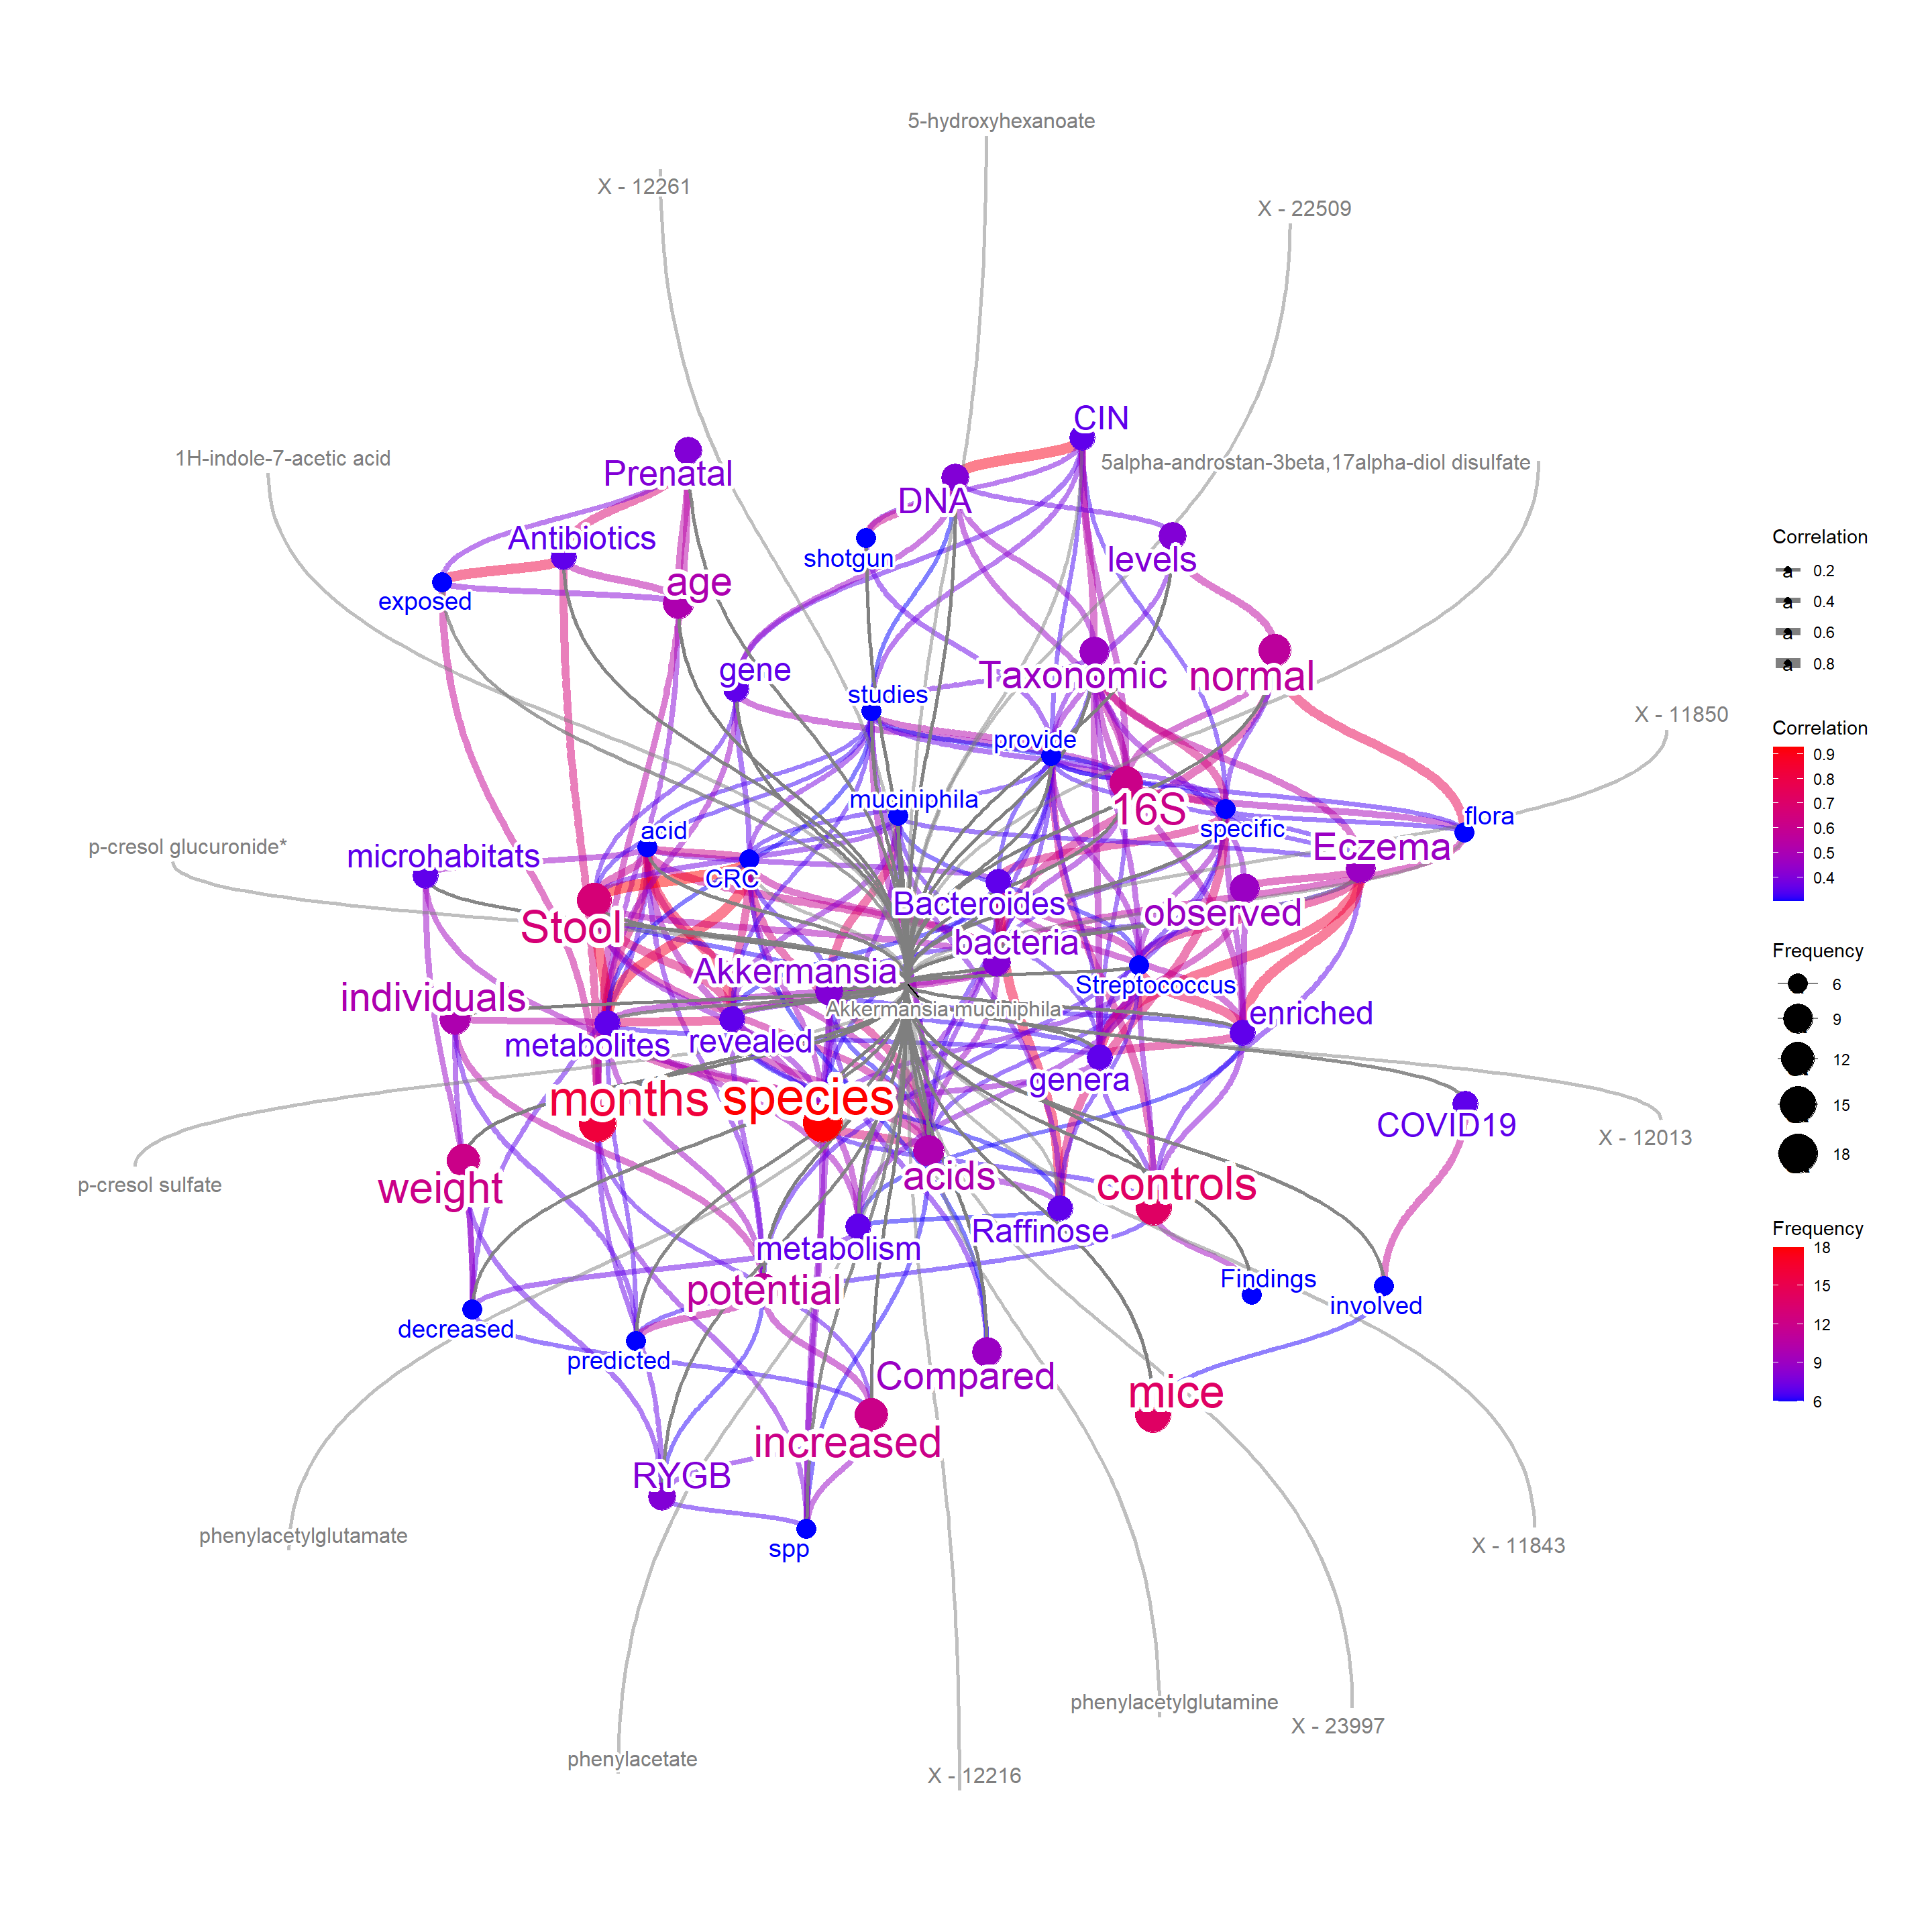 5-hydroxyhexanoate
X - 12261
X - 22509
CIN
1H-indole-7-acetic acid
5alpha-androstan-3beta,17alpha-diol disulfate
Prenatal
DNA
Antibiotics
shotgun
levels
age
exposed
gene
Taxonomic
normal
studies
X - 11850
provide
muciniphila
16S
flora
acid
specific
p-cresol glucuronide*
microhabitats
Eczema
CRC
Bacteroides
observed
Stool
bacteria
Akkermansia
Streptococcus
individuals
Akkermansia muciniphila
enriched
metabolites
revealed
genera
months
species
COVID19
X - 12013
acids
p-cresol sulfate
weight
controls
Raffinose
metabolism
Findings
potential
involved
decreased
predicted
Compared
mice
increased
RYGB
phenylacetylglutamate
X - 11843
spp
phenylacetylglutamine
X - 23997
phenylacetate
X - 12216
Correlation
a 0.2
a 0.4
a 0.6
a 0.8
Correlation
0.9
0.8
0.7
0.6
0.5
0.4
Frequency
6
9
12
15
18
Frequency
18
15
12
9
6